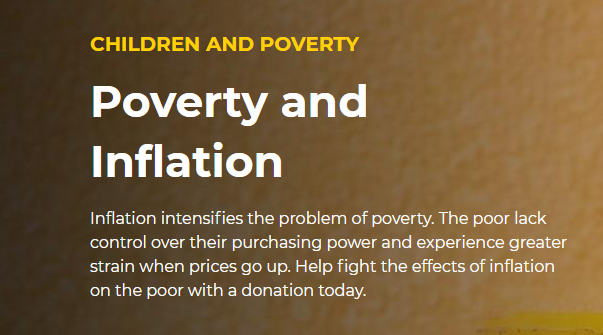 CHILDREN AND POVERTY
Poverty and
Inflation
Inflation intensifies the problem of poverty. The poor lack
control over their purchasing power and experience greater
strain when prices go up. Help fight the effects of inflation
on the poor with a donation today.